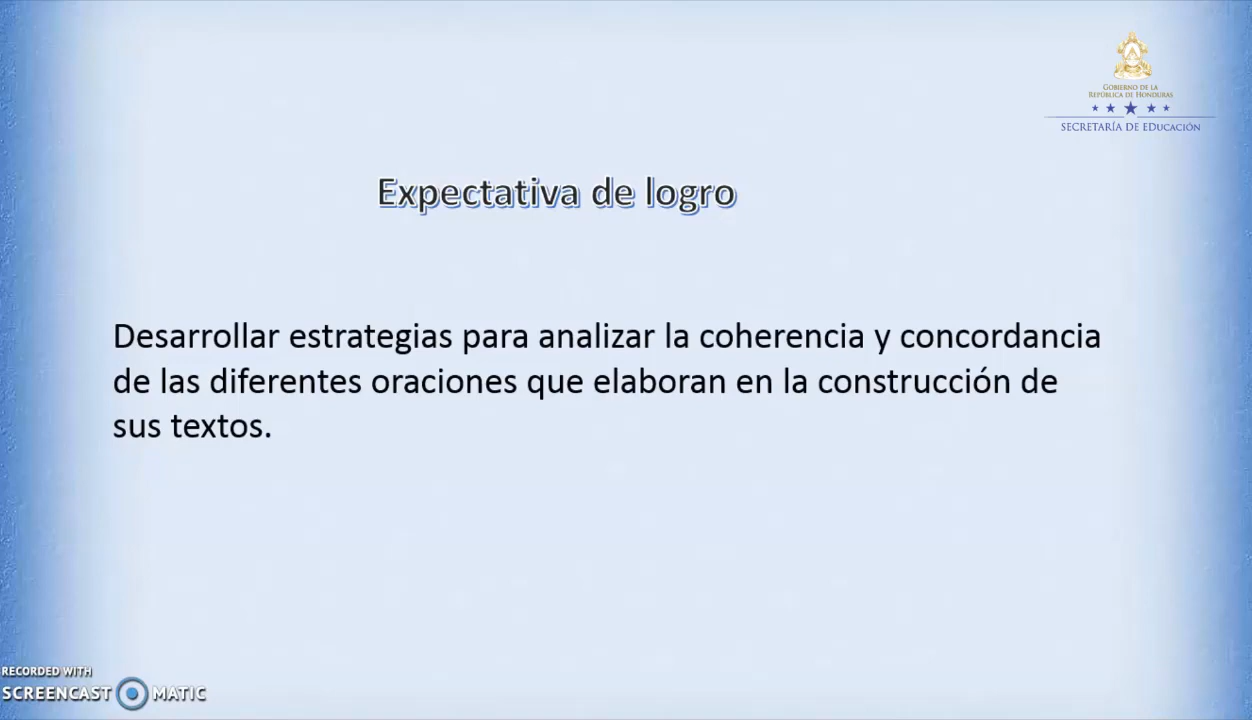 GOBIERNO DE LA
REPÚBLICA DE HONDURAS
SECRETARÍA DE EDUCACIÓN
Expectativa de logro
Desarrollar estrategias para analizar la coherencia y concordancia
de las diferentes oraciones que elaboran en la construcción de
sus textos.
RECORDED WITH
SCREENCAST MATIC